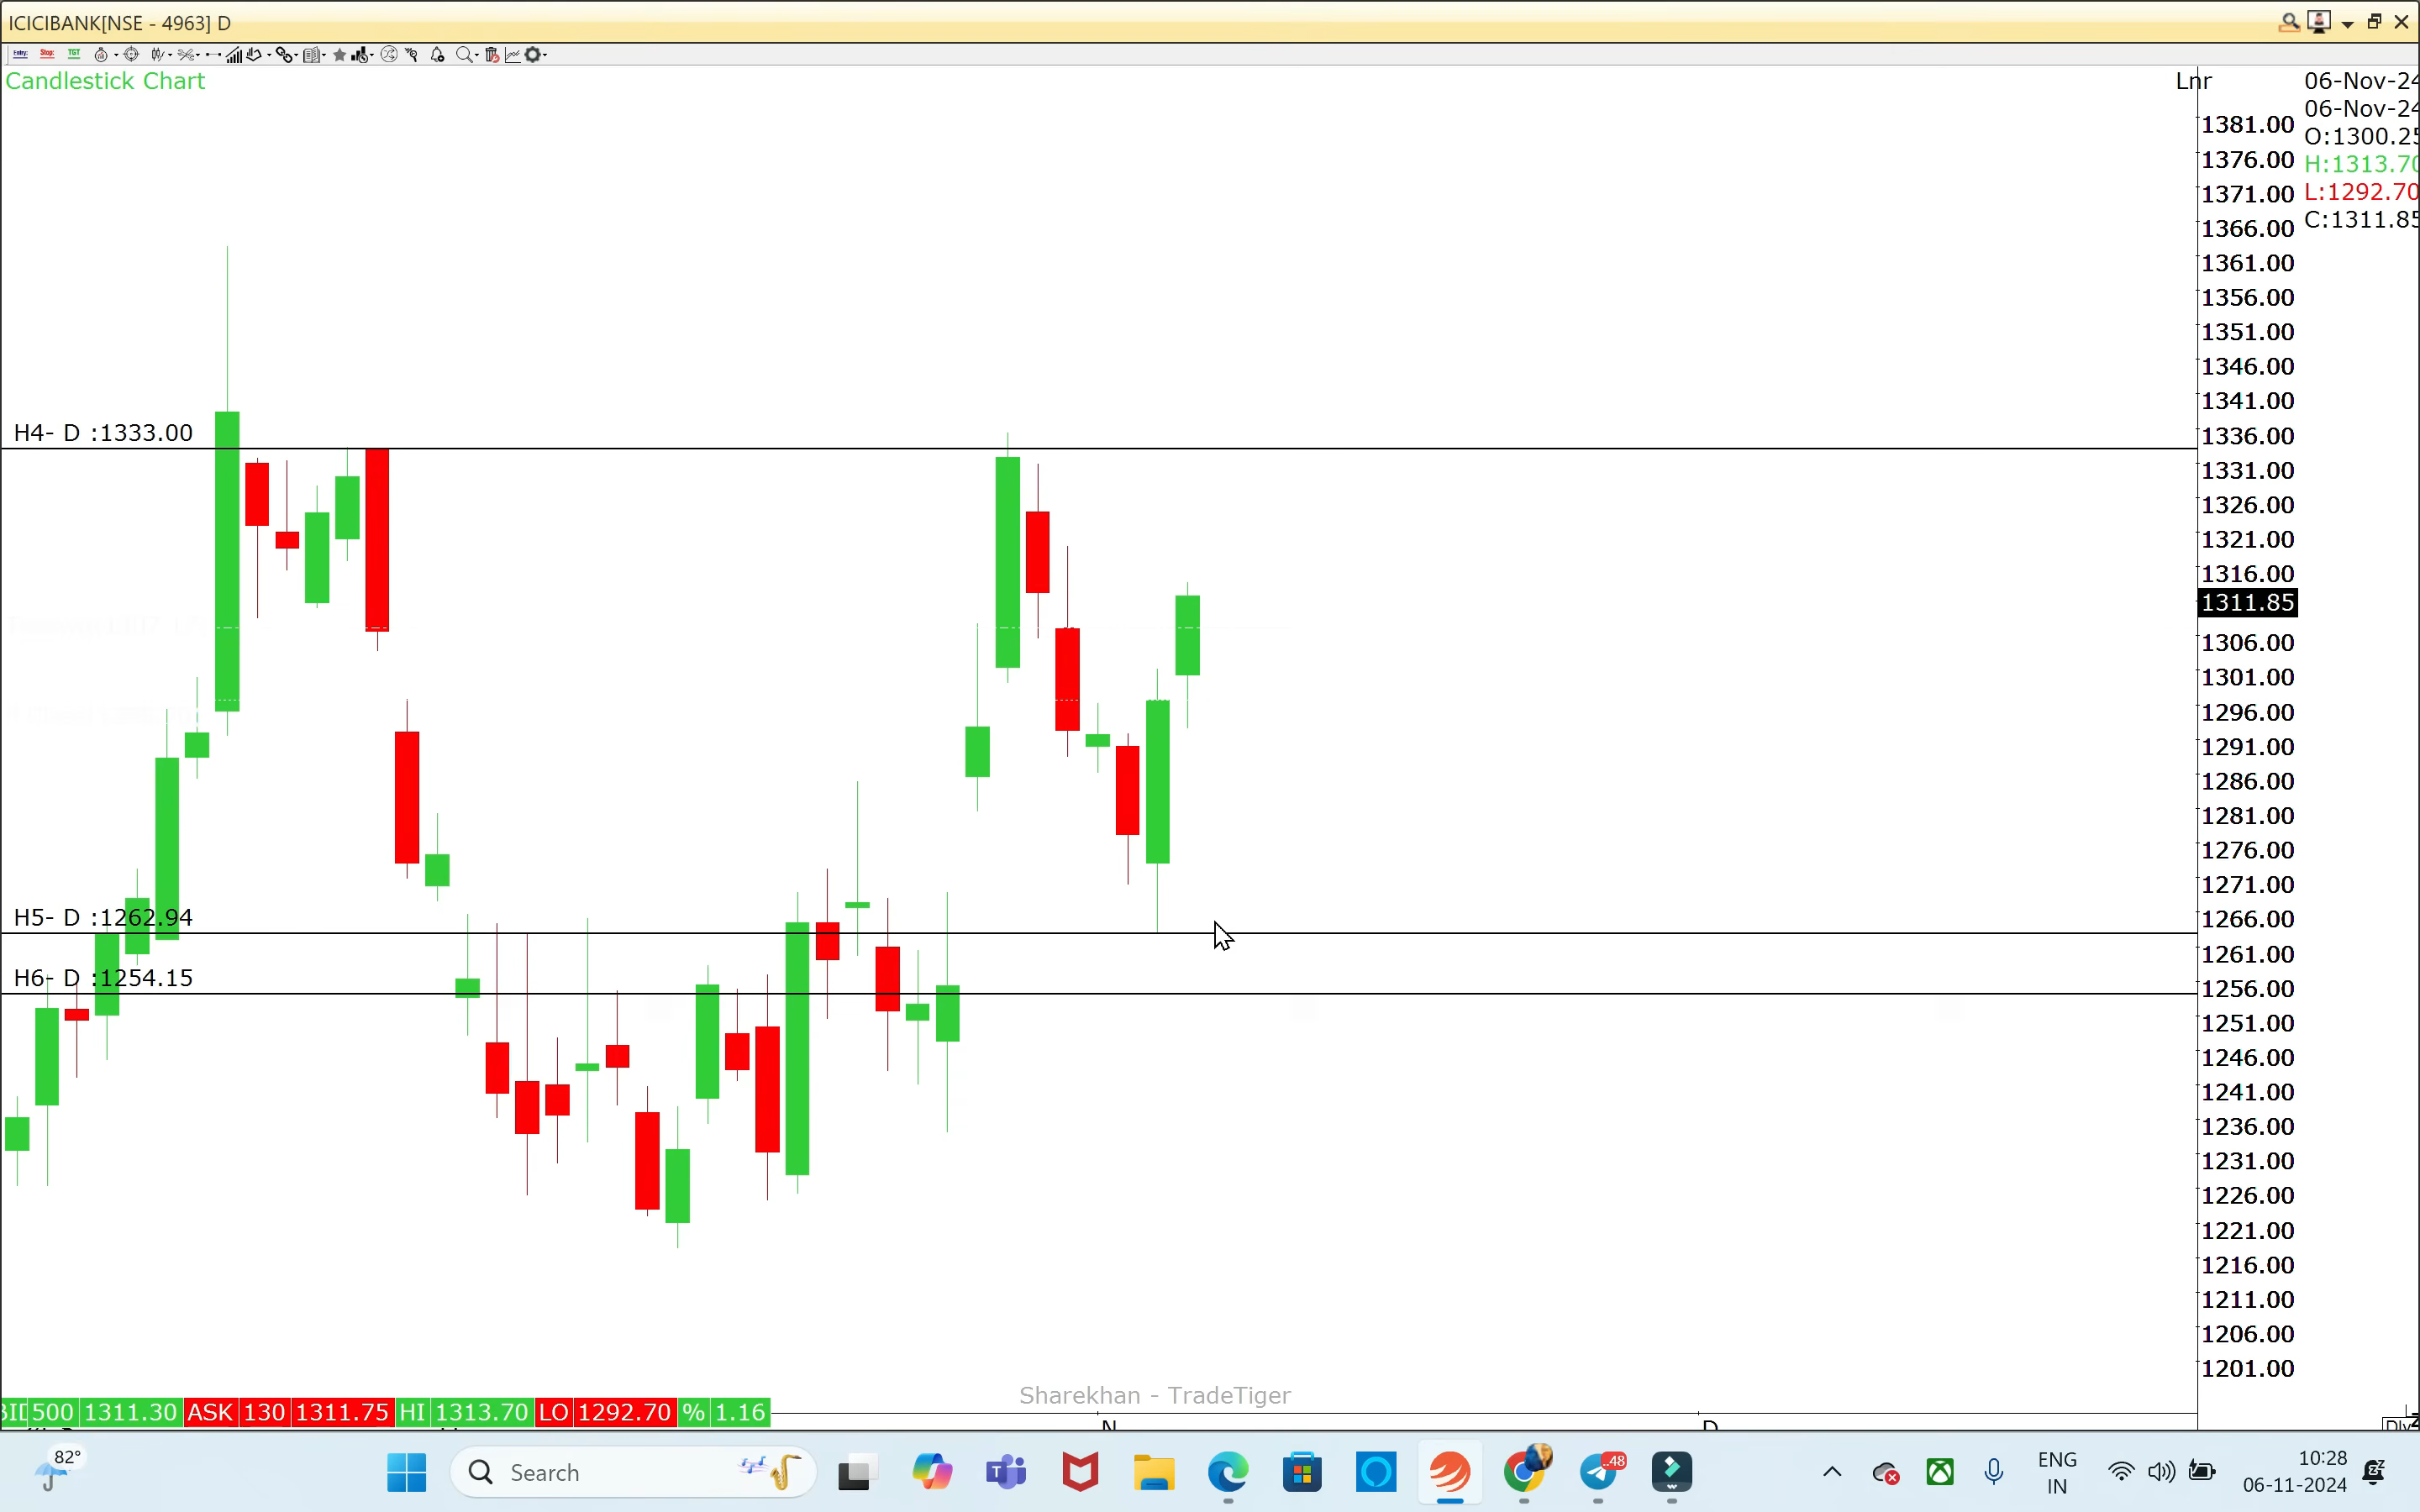 ICICIBANK[NSE - 4963] D
Entry: Stop: TGT
Candlestick Chart
Lnr
06-Nov-24
06-Nov-24
O:1300.25
H:1313.70
L:1292.70
C:1311.85
1381.00
1376.00
1371.00
1366.00
1361.00
1356.00
1351.00
1346.00
1341.00
1336.00
1331.00
1326.00
1321.00
1316.00
1311.85
1306.00
1301.00
1296.00
1291.00
1286.00
1281.00
1276.00
1271.00
1266.00
1261.00
1256.00
1251.00
1246.00
1241.00
1236.00
1231.00
1226.00
1221.00
1216.00
1211.00
1206.00
1201.00
H4- D :1333.00
H5- D :1262.94
H6- D :1254.15
Sharekhan - TradeTiger
BID 500 1311.30 ASK 130 1311.75 HI 1313.70 LO 1292.70 % 1.16
N
D
Dly
82°
Search
48
ENG
IN
10:28
06-11-2024